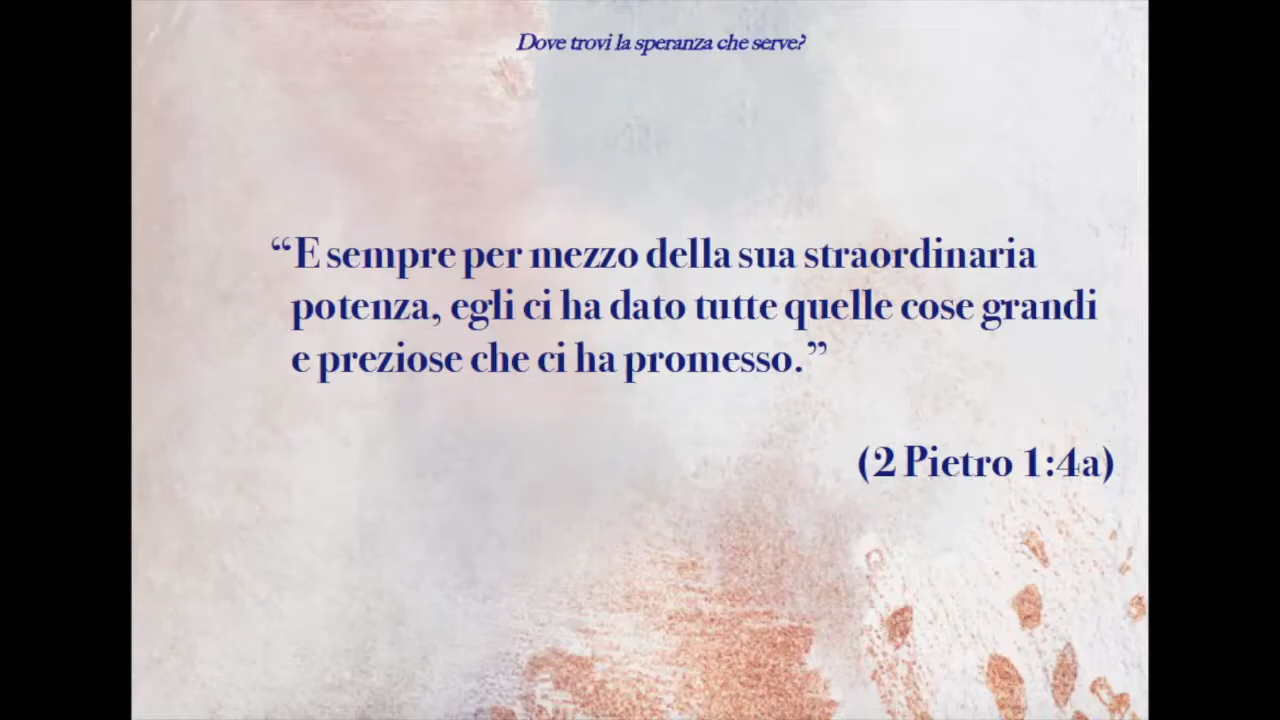 Dove trovi la speranza che serve?
“E sempre per mezzo della sua straordinaria
potenza, egli ci ha dato tutte quelle cose grandi
e preziose che ci ha promesso.”
(2 Pietro 1:4a)